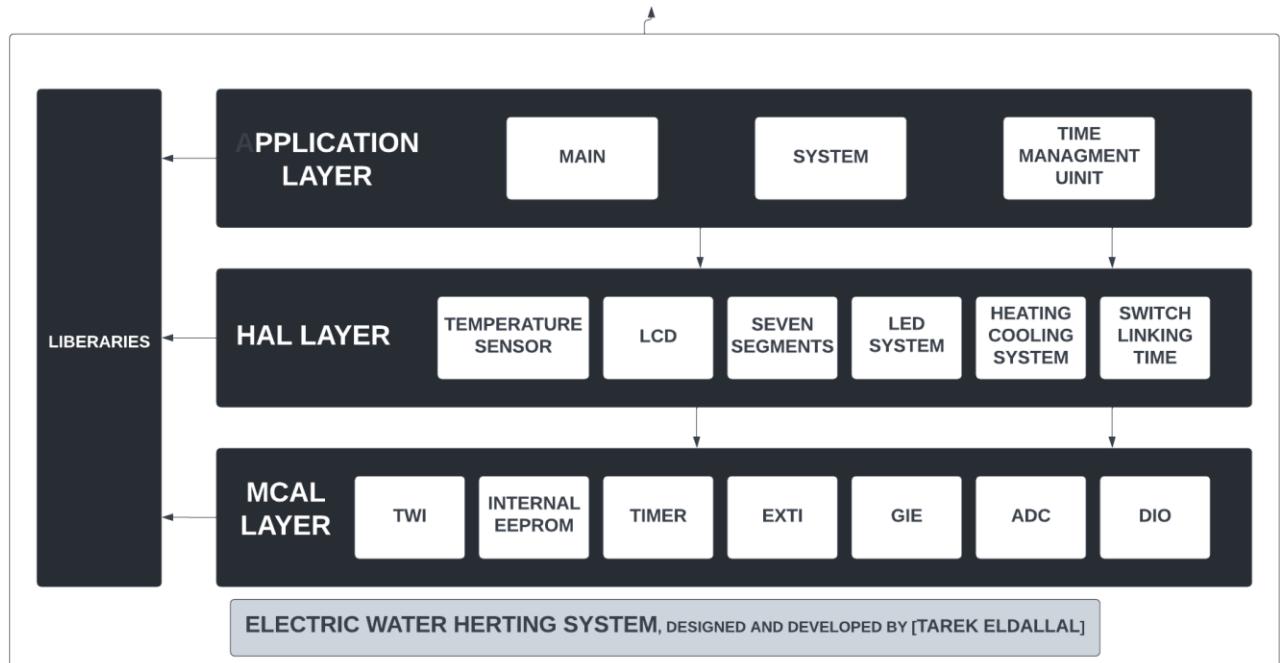 APPLICATION
LAYER
MAIN
SYSTEM
TIME
MANAGMENT
UINIT
LIBERARIES
HAL LAYER
TEMPERATURE
SENSOR
LCD
SEVEN
SEGMENTS
LED
SYSTEM
HEATING
COOLING
SYSTEM
SWITCH
LINKING
TIME
MCAL
LAYER
TWI
INTERNAL
EEPROM
TIMER
EXTI
GIE
ADC
DIO
ELECTRIC WATER HERTING SYSTEM, DESIGNED AND DEVELOPED BY [TAREK ELDALLAL]